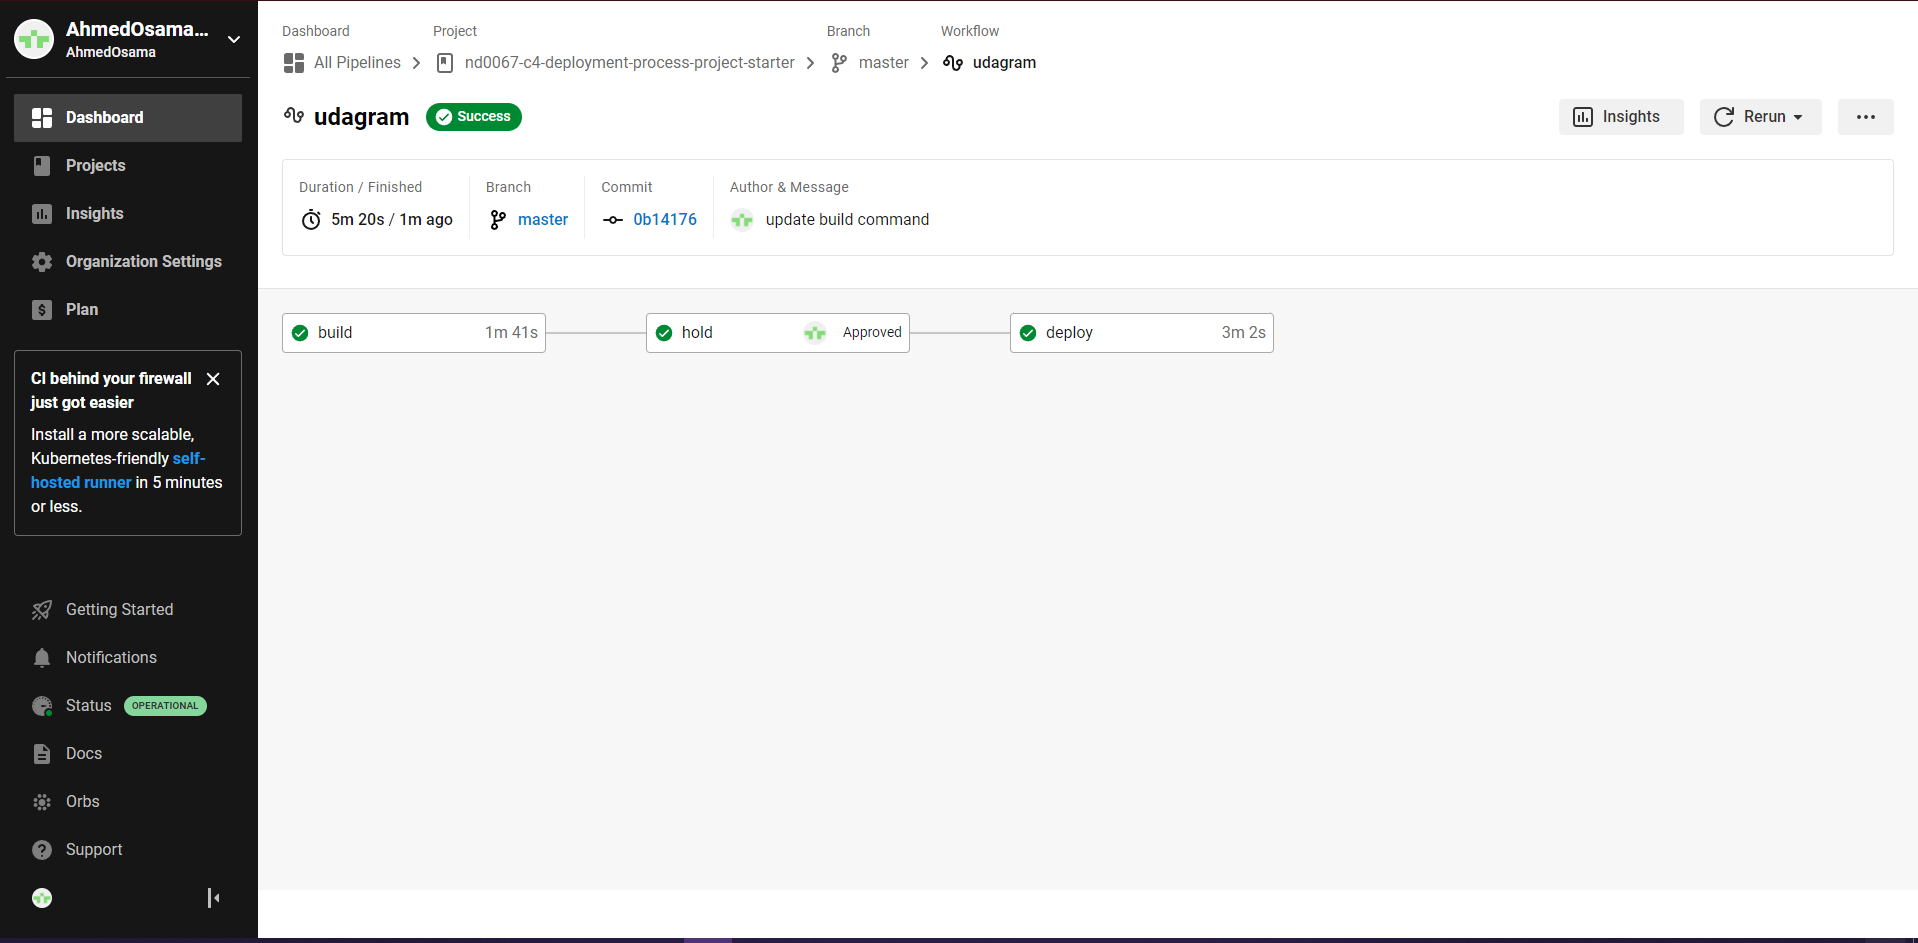 AhmedOsama...
AhmedOsama
Dashboard
Projects
Insights
Organization Settings
Plan
CI behind your firewall
just got easier
Install a more scalable,
Kubernetes-friendly self-
hosted runner in 5 minutes
or less.
Getting Started
Notifications
Status OPERATIONAL
Docs
Orbs
Support
Dashboard Project Branch Workflow
All Pipelines nd0067-c4-deployment-process-project-starter master udagram
udagram Success Insights Rerun
Duration / Finished Branch Commit Author & Message
5m 20s / 1m ago master 0b14176 update build command
build 1m 41s hold Approved deploy 3m 2s